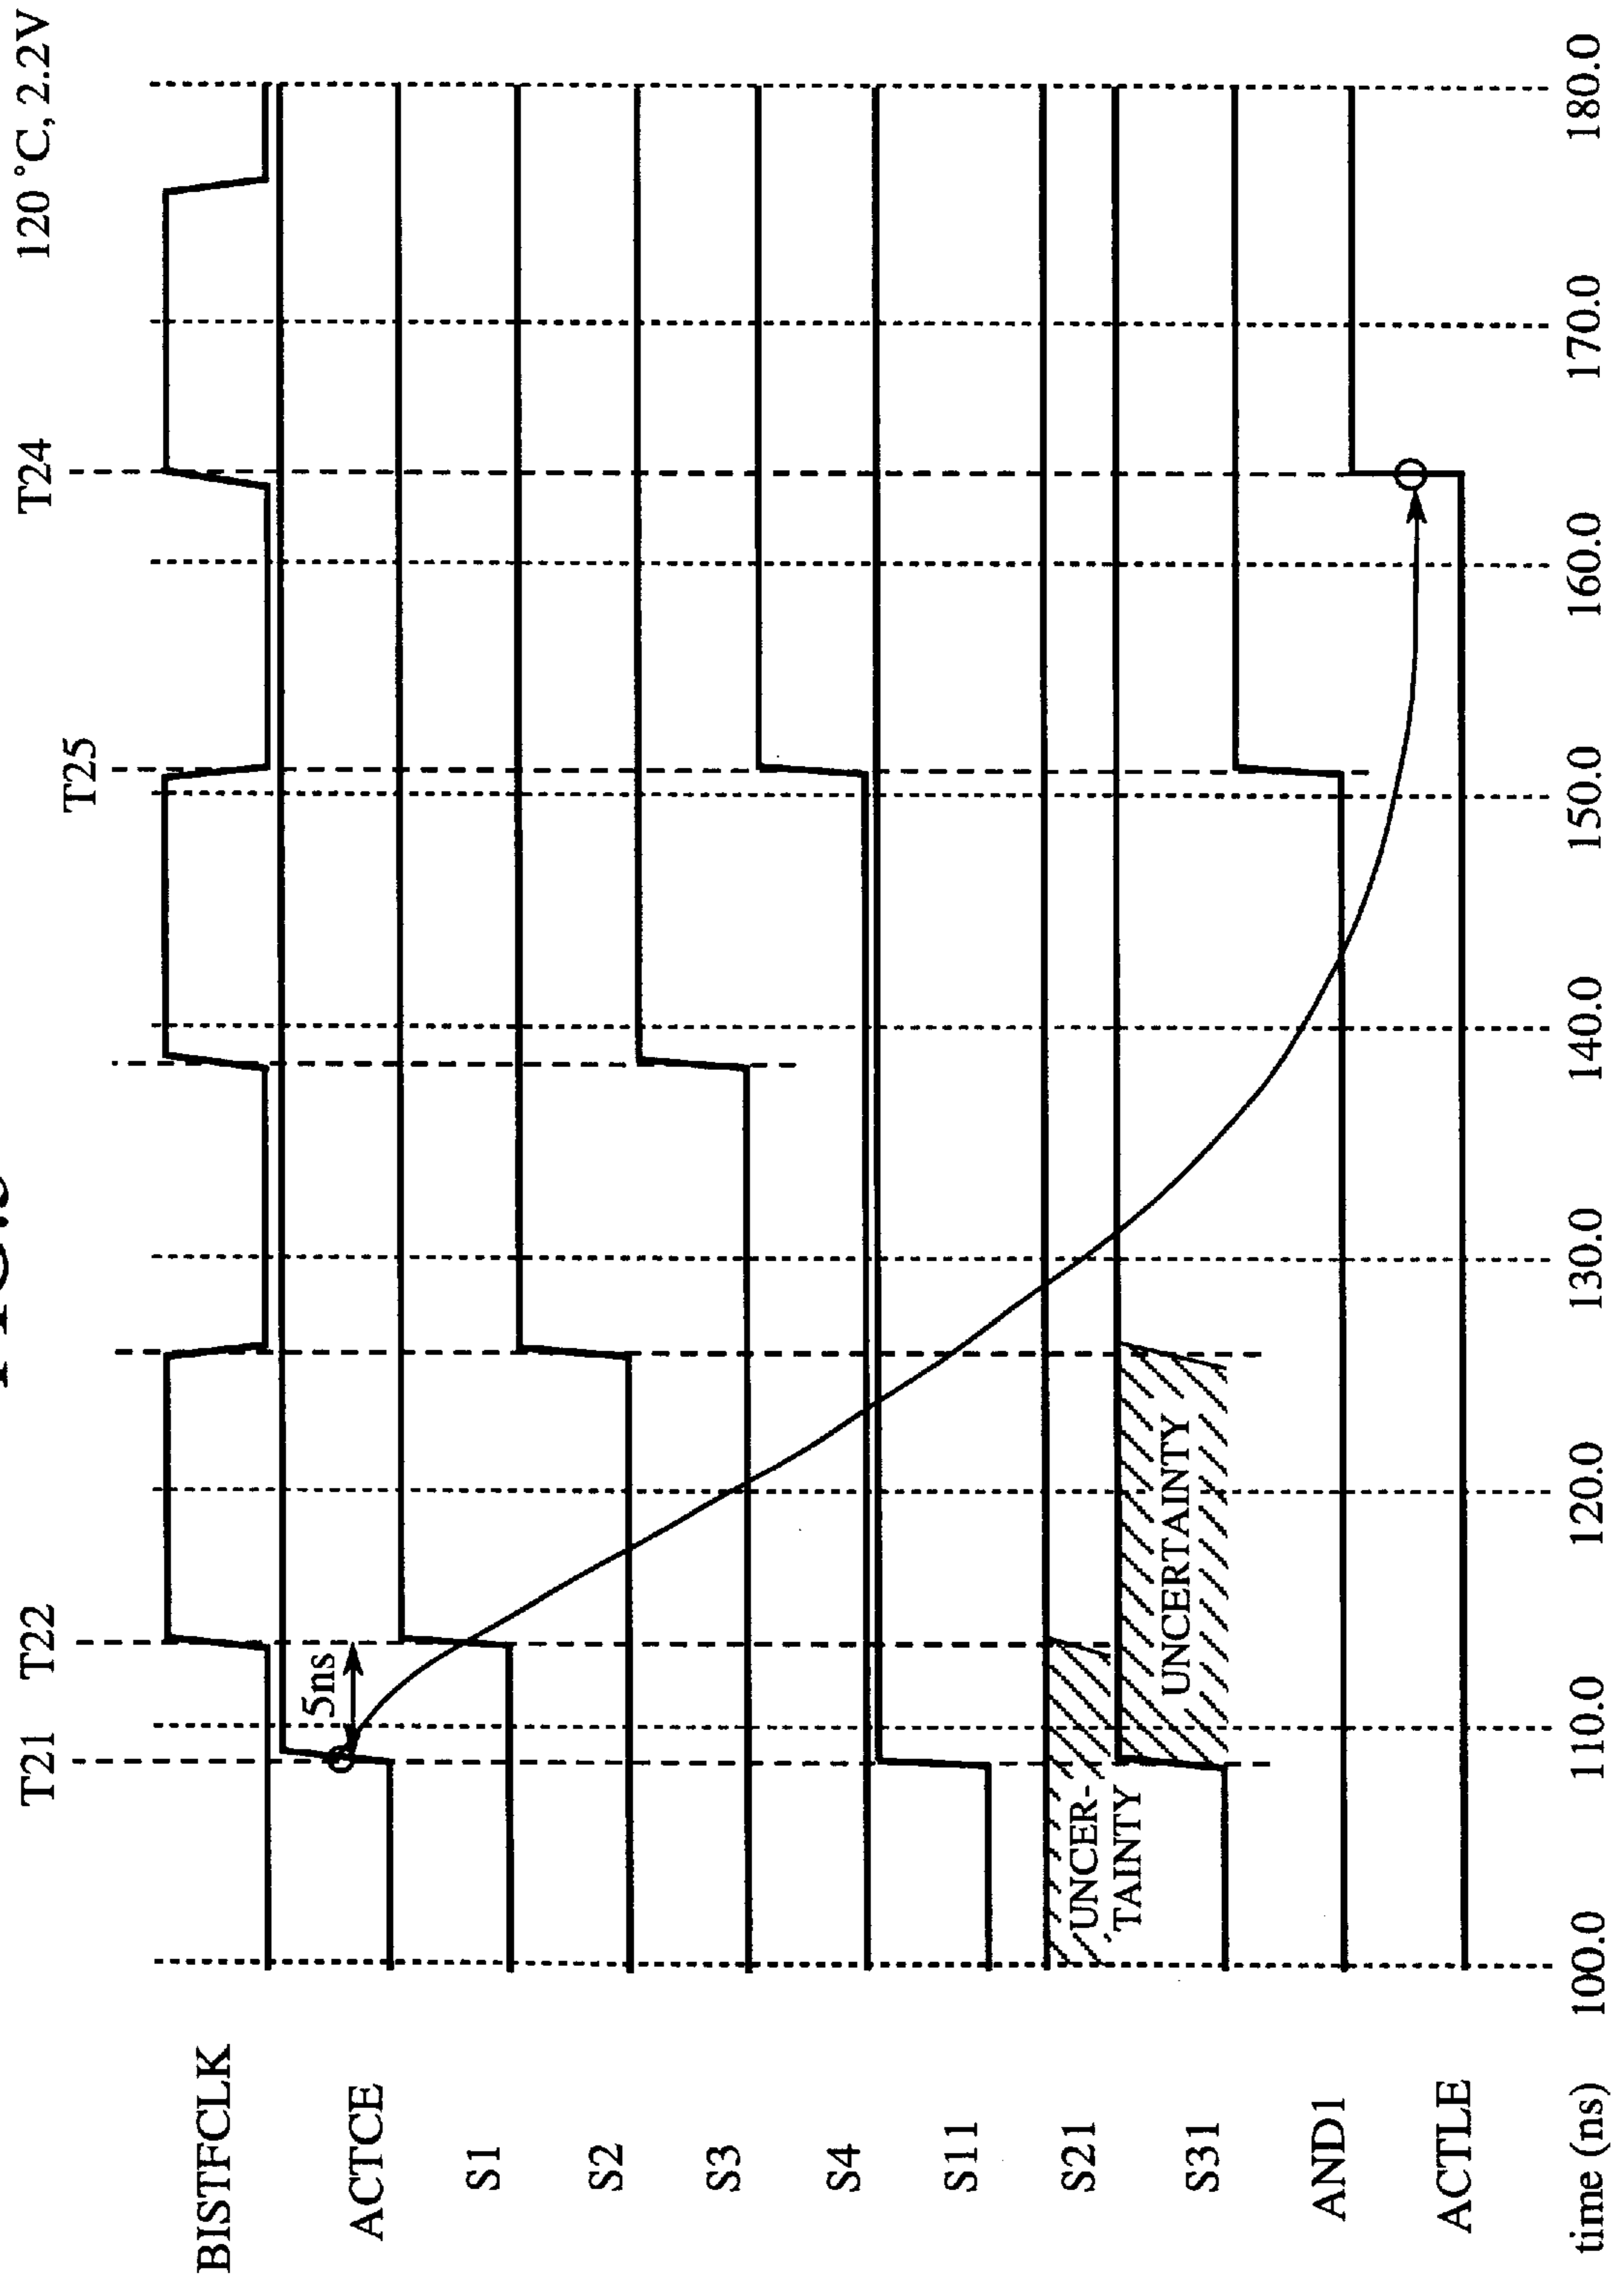 120 °C, 2.2V
T21 T22 T25 T24
BISTFCLK
ACTCE
5ns
S1
S2
S3
S4
S11
S21
UNCER-
TAINTY
S31
UNCERTAINTY
AND1
ACTLE
time (ns) 100.0 110.0 120.0 130.0 140.0 150.0 160.0 170.0 180.0